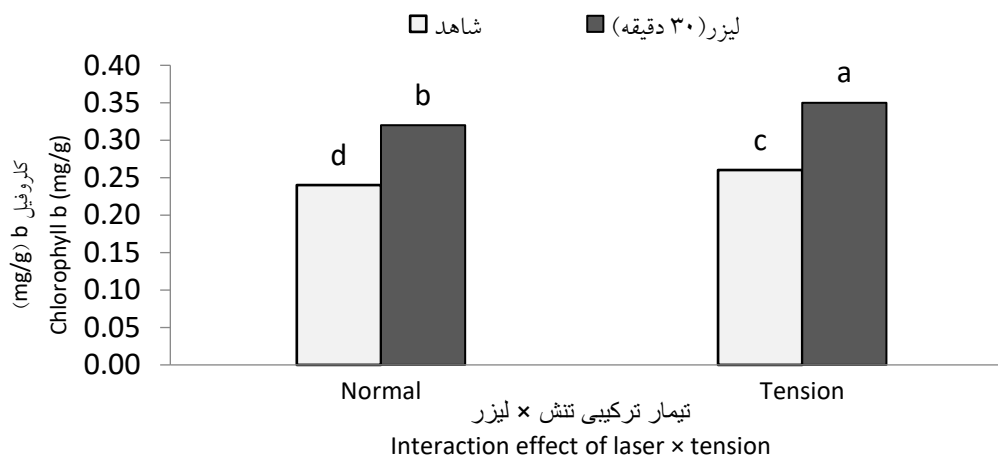 شاهد
لیزر(۳۰ دقیقه)
0.40
0.35
0.30
0.25
0.20
0.15
0.10
0.05
0.00
کلروفیل b (mg/g)
Chlorophyll b (mg/g)
d
b
c
a
Normal
Tension
تیمار ترکیبی تنش × لیزر
Interaction effect of laser × tension